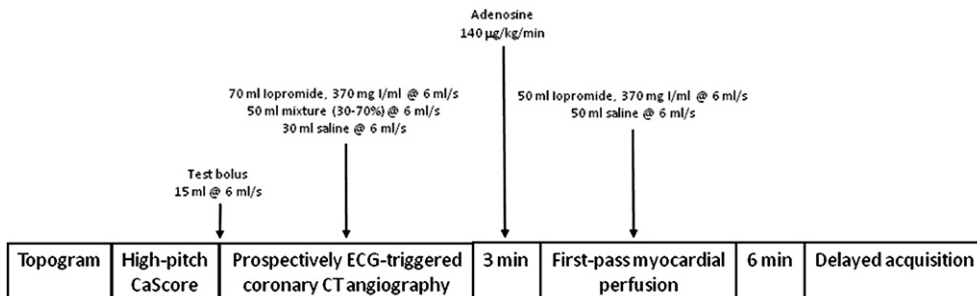 Adenosine
140 µg/kg/min
70 ml Iopromide, 370 mg I/ml @ 6 ml/s
50 ml mixture (30-70%) @ 6 ml/s
30 ml saline @ 6 ml/s
50 ml Iopromide, 370 mg I/ml @ 6 ml/s
50 ml saline @ 6 ml/s
Test bolus
15 ml @ 6 ml/s
Topogram
High-pitch
CaScore
Prospectively ECG-triggered
coronary CT angiography
3 min
First-pass myocardial
perfusion
6 min
Delayed acquisition